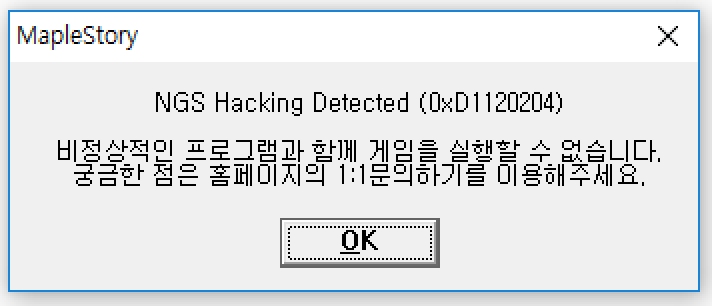 MapleStory
NGS Hacking Detected (0xD1120204)
비정상적인 프로그램과 함께 게임을 실행할 수 없습니다.
궁금한 점은 홈페이지의 1:1문의하기를 이용해주세요.
OK